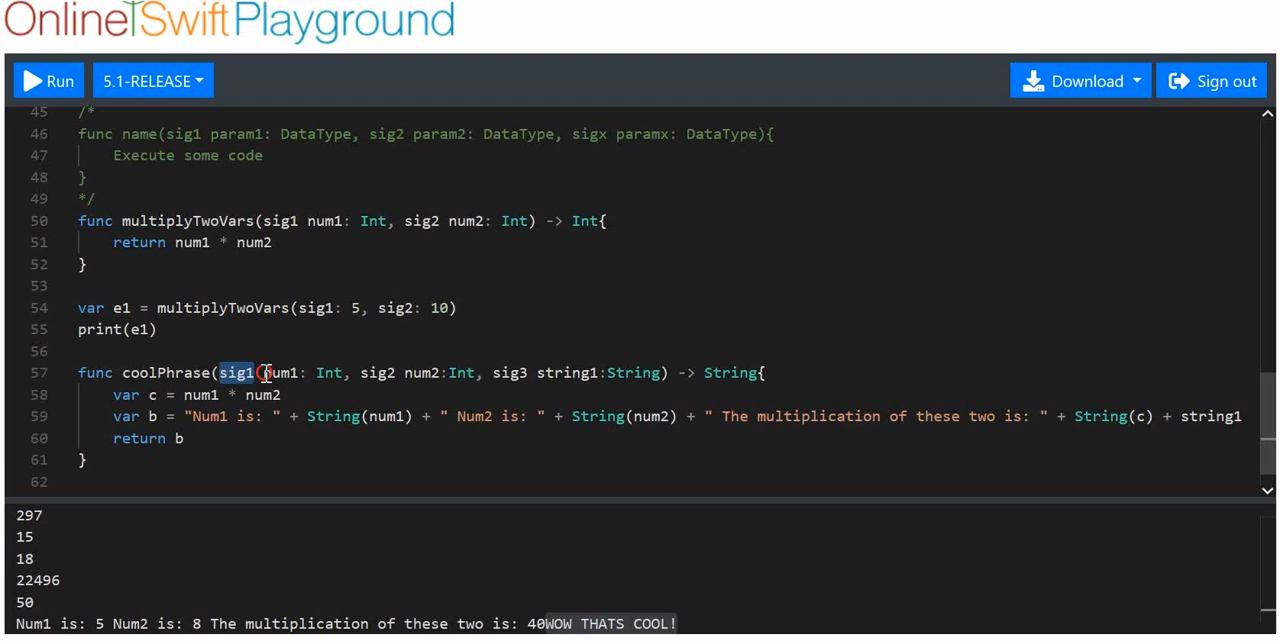 OnlineSwiftPlayground
Run 5.1-RELEASE Download Sign out
45 /*
46 func name(sig1 param1: DataType, sig2 param2: DataType, sigx paramx: DataType){
47 Execute some code
48 }
49 */
50 func multiplyTwoVars(sig1 num1: Int, sig2 num2: Int) -> Int{
51 return num1 * num2
52 }
53
54 var e1 = multiplyTwoVars(sig1: 5, sig2: 10)
55 print(e1)
56
57 func coolPhrase(sig1 num1: Int, sig2 num2:Int, sig3 string1:String) -> String{
58 var c = num1 * num2
59 var b = "Num1 is: " + String(num1) + " Num2 is: " + String(num2) + " The multiplication of these two is: " + String(c) + string1
60 return b
61 }
62
297
15
18
22496
50
Num1 is: 5 Num2 is: 8 The multiplication of these two is: 40WOW THATS COOL!